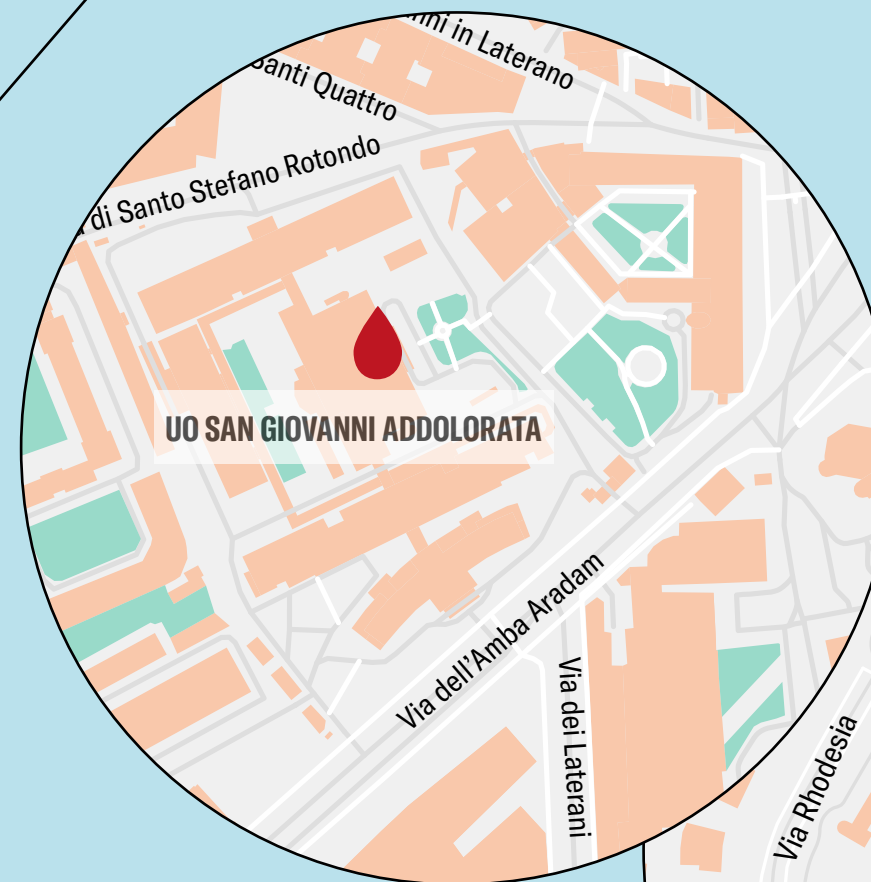 in Laterano
Santi Quattro
di Santo Stefano Rotondo
UO SAN GIOVANNI ADDOLORATA
Via dell'Amba Aradam
Via dei Laterani
Via Rhodesia